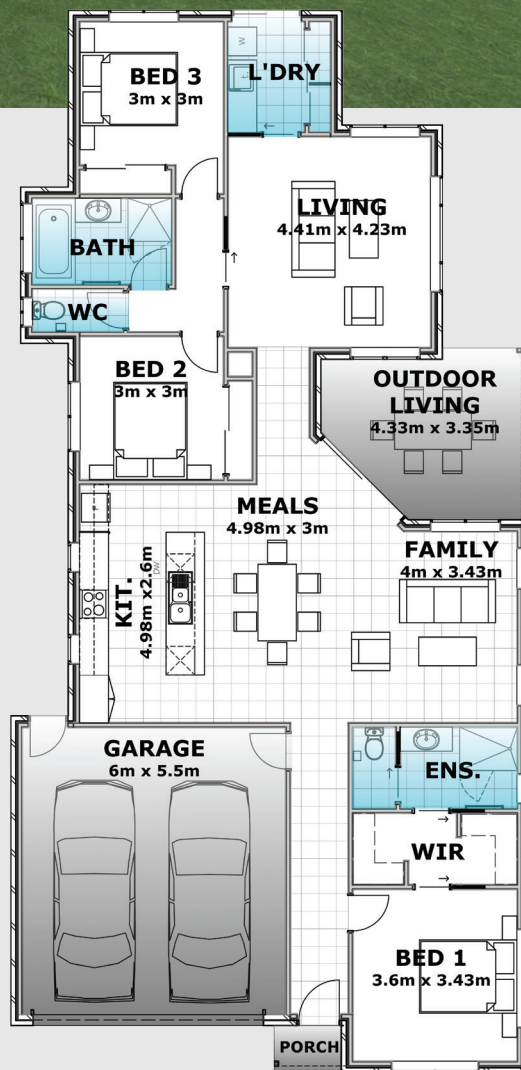 BED 3
3m x 3m
L'DRY
W
LIVING
4.41m x 4.23m
BATH
WC
BED 2
3m x 3m
OUTDOOR
LIVING
4.33m x 3.35m
MEALS
4.98m x 3m
FAMILY
4m x 3.43m
KIT.
4.98m x2.6m
DW
GARAGE
6m x 5.5m
ENS.
WIR
BED 1
3.6m x 3.43m
PORCH